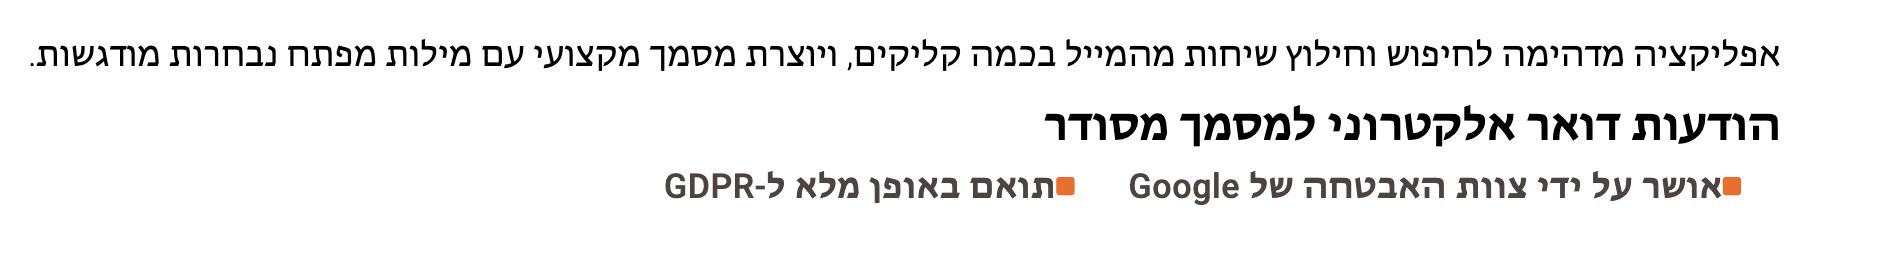 אפליקציה מדהימה לחיפוש וחילוץ שיחות מהמייל בכמה קליקים, ויוצרת מסמך מקצועי עם מילות מפתח נבחרות מודגשות.
הודעות דואר אלקטרוני למסמך מסודר
אושר על ידי צוות האבטחה של Google תואם באופן מלא ל-GDPR